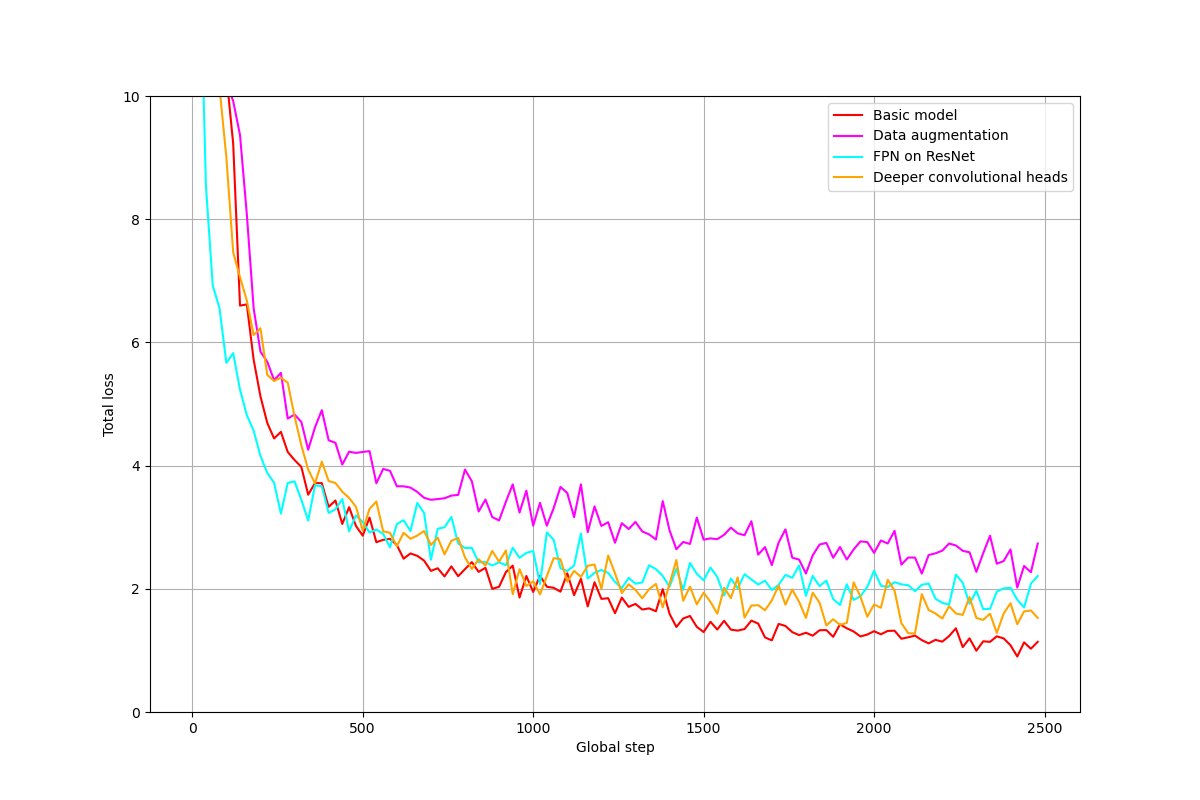 10
8
6
4
2
0
Total loss
0
500
1000
1500
2000
2500
Global step
Basic model
Data augmentation
FPN on ResNet
Deeper convolutional heads